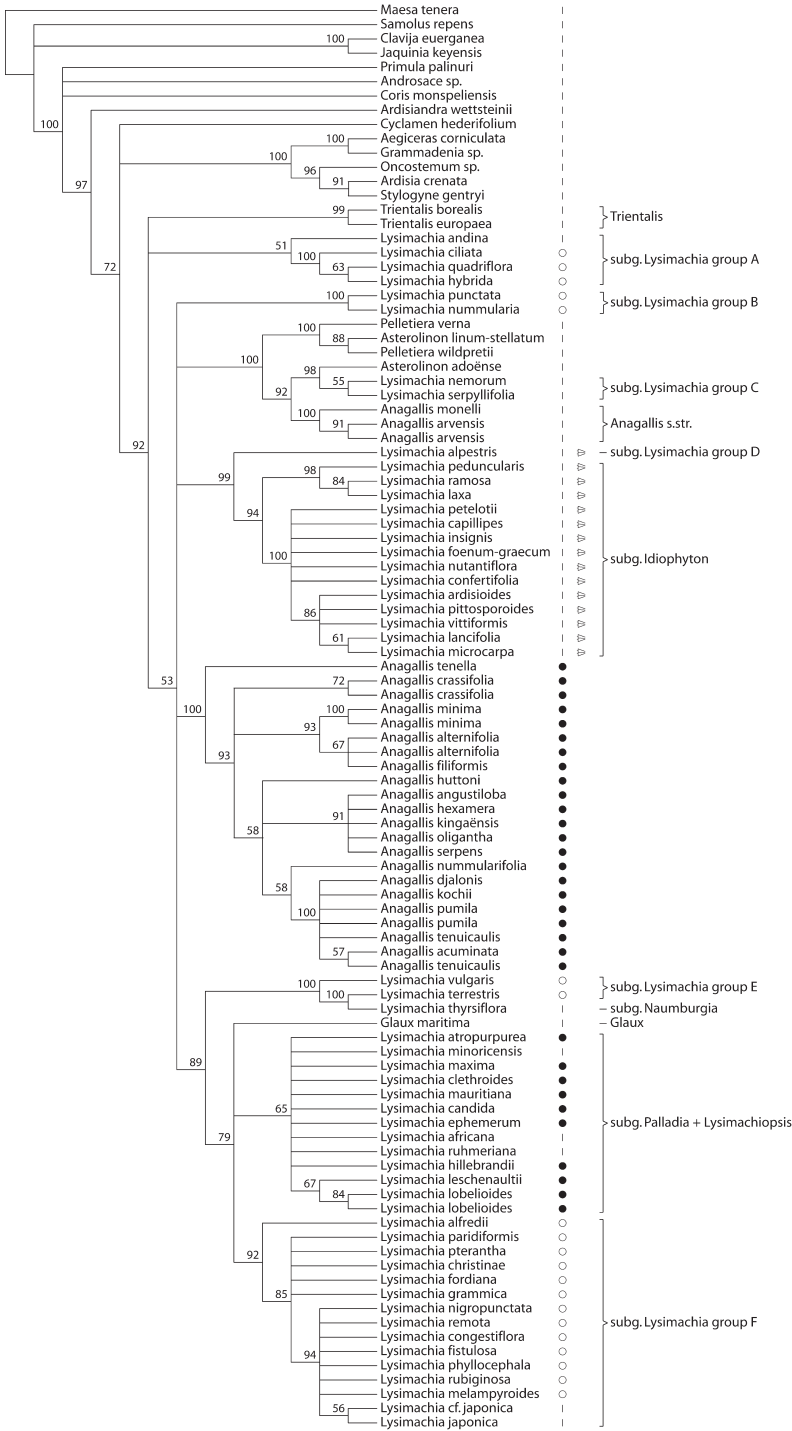 Maesa tenera
Samolus repens
100 Clavija euerganea
Jaquinia keyensis
Primula palinuri
Androsace sp.
Coris monspeliensis
Ardisiandra wettsteinii
100 Cyclamen hederifolium
100 Aegiceras corniculata
100 Grammadenia sp.
96 Oncostemum sp.
97 91 Ardisia crenata
Stylogyne gentryi
99 Trientalis borealis
Trientalis
Trientalis europaea
51 Lysimachia andina
100 Lysimachia ciliata
subg. Lysimachia group A
72 63 Lysimachia quadriflora
Lysimachia hybrida
100 Lysimachia punctata
subg. Lysimachia group B
Lysimachia nummularia
100 Pelletiera verna
88 Asterolinon linum-stellatum
100 Pelletiera wildpretii
98 Asterolinon adoënse
92 55 Lysimachia nemorum
subg. Lysimachia group C
Lysimachia serpyllifolia
100 Anagallis monelli
91 Anagallis arvensis
Anagallis s.str.
Anagallis arvensis
92 Lysimachia alpestris
subg. Lysimachia group D
99 98 Lysimachia peduncularis
84 Lysimachia ramosa
Lysimachia laxa
94 Lysimachia petelotii
Lysimachia capillipes
Lysimachia insignis
100 Lysimachia foenum-graecum
subg. Idiophyton
Lysimachia nutantiflora
Lysimachia confertifolia
Lysimachia ardisioides
86 Lysimachia pittosporoides
Lysimachia vittiformis
61 Lysimachia lancifolia
Lysimachia microcarpa
Anagallis tenella
53 72 Anagallis crassifolia
Anagallis crassifolia
100 100 Anagallis minima
93 Anagallis minima
Anagallis alternifolia
93 67 Anagallis alternifolia
Anagallis filiformis
Anagallis huttoni
Anagallis angustiloba
Anagallis hexamera
91 Anagallis kingaënsis
58 Anagallis oligantha
Anagallis serpens
Anagallis nummularifolia
58 Anagallis djalonis
Anagallis kochii
100 Anagallis pumila
Anagallis pumila
Anagallis tenuicaulis
57 Anagallis acuminata
Anagallis tenuicaulis
100 Lysimachia vulgaris
subg. Lysimachia group E
100 Lysimachia terrestris
Lysimachia thyrsiflora
subg. Naumburgia
Glaux maritima
Glaux
Lysimachia atropurpurea
Lysimachia minoricensis
89 Lysimachia maxima
Lysimachia clethroides
Lysimachia mauritiana
65 Lysimachia candida
Lysimachia ephemerum
subg. Palladia + Lysimachiopsis
79 Lysimachia africana
Lysimachia ruhmeriana
Lysimachia hillebrandii
67 Lysimachia leschenaultii
84 Lysimachia lobelioides
Lysimachia lobelioides
Lysimachia alfredii
Lysimachia paridiformis
92 Lysimachia pterantha
Lysimachia christinae
Lysimachia fordiana
85 Lysimachia grammica
Lysimachia nigropunctata
Lysimachia remota
subg. Lysimachia group F
Lysimachia congestiflora
94 Lysimachia fistulosa
Lysimachia phyllocephala
Lysimachia rubiginosa
Lysimachia melampyroides
56 Lysimachia cf. japonica
Lysimachia japonica